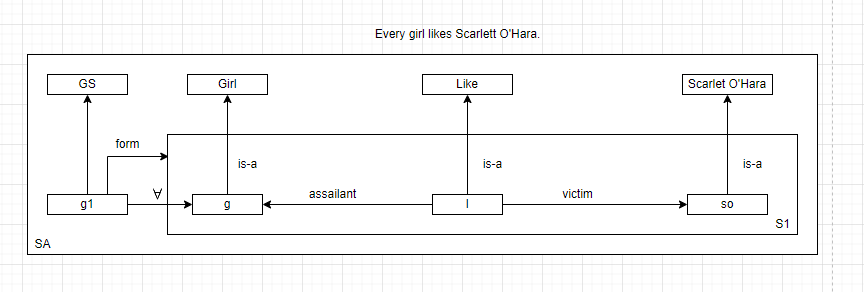 Every girl likes Scarlett O'Hara.
GS
Girl
Like
Scarlet O'Hara
form
is-a
is-a
is-a
∀
g1
g
assailant
l
victim
so
S1
SA